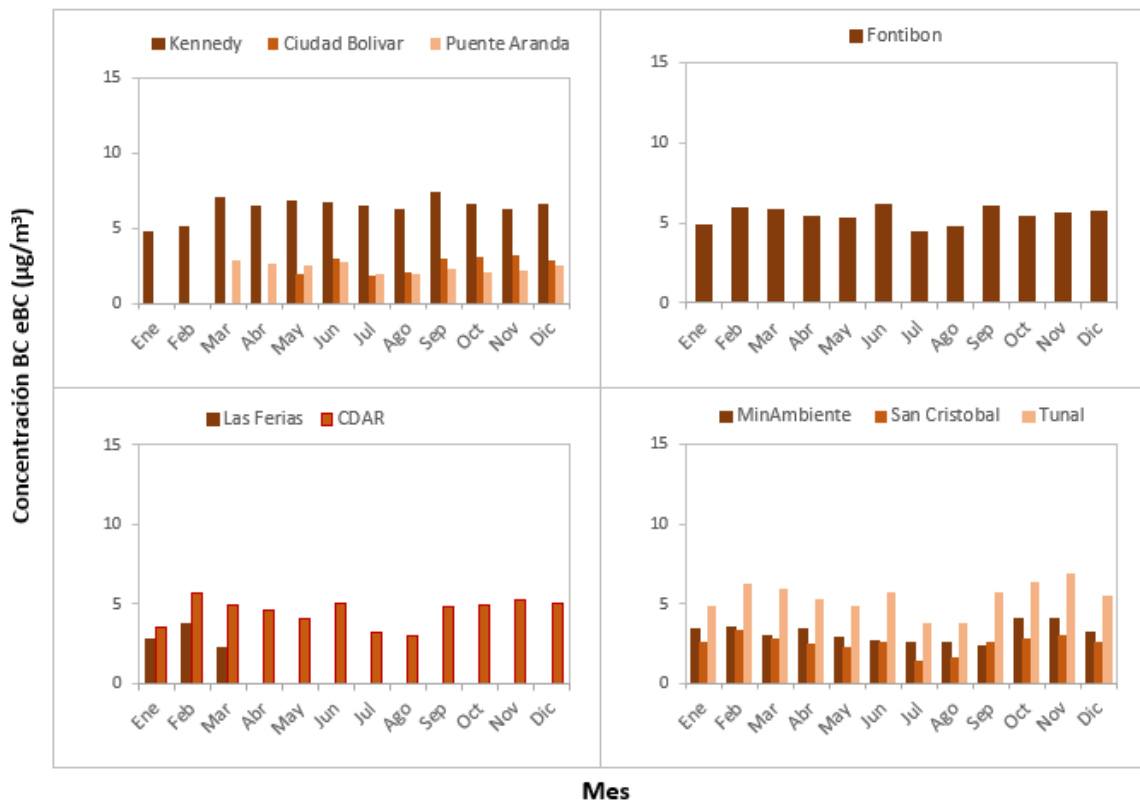 Concentración BC eBC (µg/m³)
Kennedy Ciudad Bolivar Puente Aranda
15
10
5
0
Ene Feb Mar Abr May Jun Jul Ago Sep Oct Nov Dic
Fontibon
15
10
5
0
Ene Feb Mar Abr May Jun Jul Ago Sep Oct Nov Dic
Las Ferias CDAR
15
10
5
0
Ene Feb Mar Abr May Jun Jul Ago Sep Oct Nov Dic
MinAmbiente San Cristobal Tunal
15
10
5
0
Ene Feb Mar Abr May Jun Jul Ago Sep Oct Nov Dic
Mes